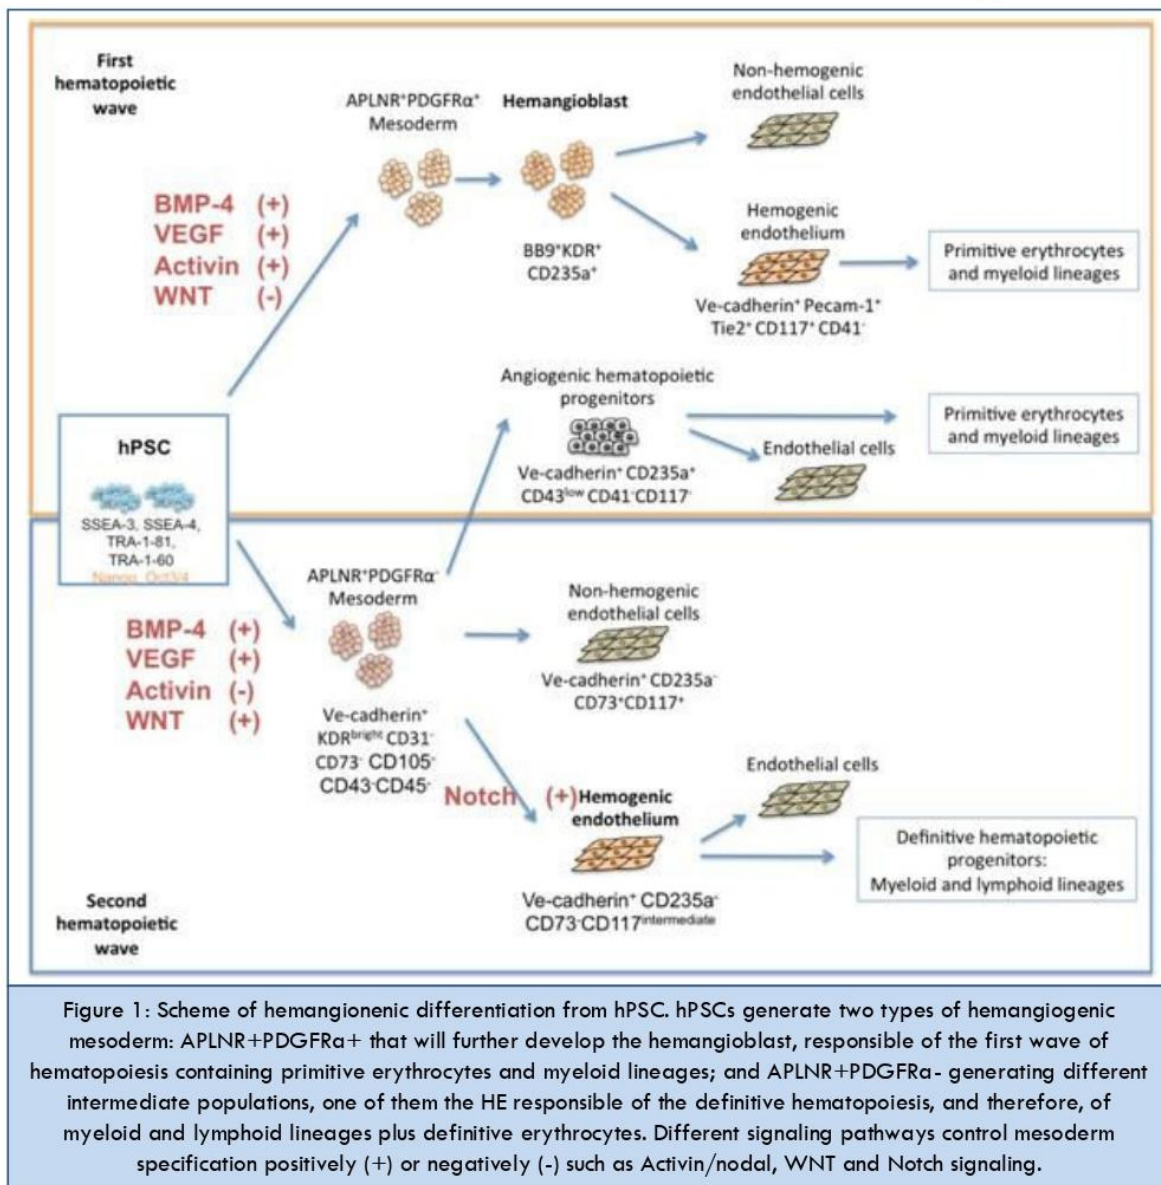 First
hematopoietic
wave
APLNR⁺PDGFRα⁺
Mesoderm
Hemangioblast
Non-hemogenic
endothelial cells
BMP-4 (+)
VEGF (+)
Activin (+)
WNT (-)
BB9⁺KDR⁺
CD235a⁺
Hemogenic
endothelium
Ve-cadherin⁺ Pecam-1⁺
Tie2⁺ CD117⁺ CD41⁻
Primitive erythrocytes
and myeloid lineages
Angiogenic hematopoietic
progenitors
Ve-cadherin⁺ CD235a⁺
CD43ˡᵒʷ CD41⁻CD117⁻
Primitive erythrocytes
and myeloid lineages
Endothelial cells
hPSC
SSEA-3, SSEA-4,
TRA-1-81,
TRA-1-60
Nanog, Oct3/4
BMP-4 (+)
VEGF (+)
Activin (-)
WNT (+)
APLNR⁺PDGFRα⁻
Mesoderm
Ve-cadherin⁺
KDRᵇʳⁱᵍʰᵗ CD31⁻
CD73⁻ CD105⁻
CD43⁻CD45⁻
Non-hemogenic
endothelial cells
Ve-cadherin⁺ CD235a⁻
CD73⁺CD117⁺
Notch (+)
Hemogenic
endothelium
Ve-cadherin⁺ CD235a⁻
CD73⁻CD117ⁱⁿᵗᵉʳᵐᵉᵈⁱᵃᵗᵉ
Endothelial cells
Definitive hematopoietic
progenitors:
Myeloid and lymphoid lineages
Second
hematopoietic
wave
Figure 1: Scheme of hemangionenic differentiation from hPSC. hPSCs generate two types of hemangiogenic
mesoderm: APLNR+PDGFRa+ that will further develop the hemangioblast, responsible of the first wave of
hematopoiesis containing primitive erythrocytes and myeloid lineages; and APLNR+PDGFRa- generating different
intermediate populations, one of them the HE responsible of the definitive hematopoiesis, and therefore, of
myeloid and lymphoid lineages plus definitive erythrocytes. Different signaling pathways control mesoderm
specification positively (+) or negatively (-) such as Activin/nodal, WNT and Notch signaling.